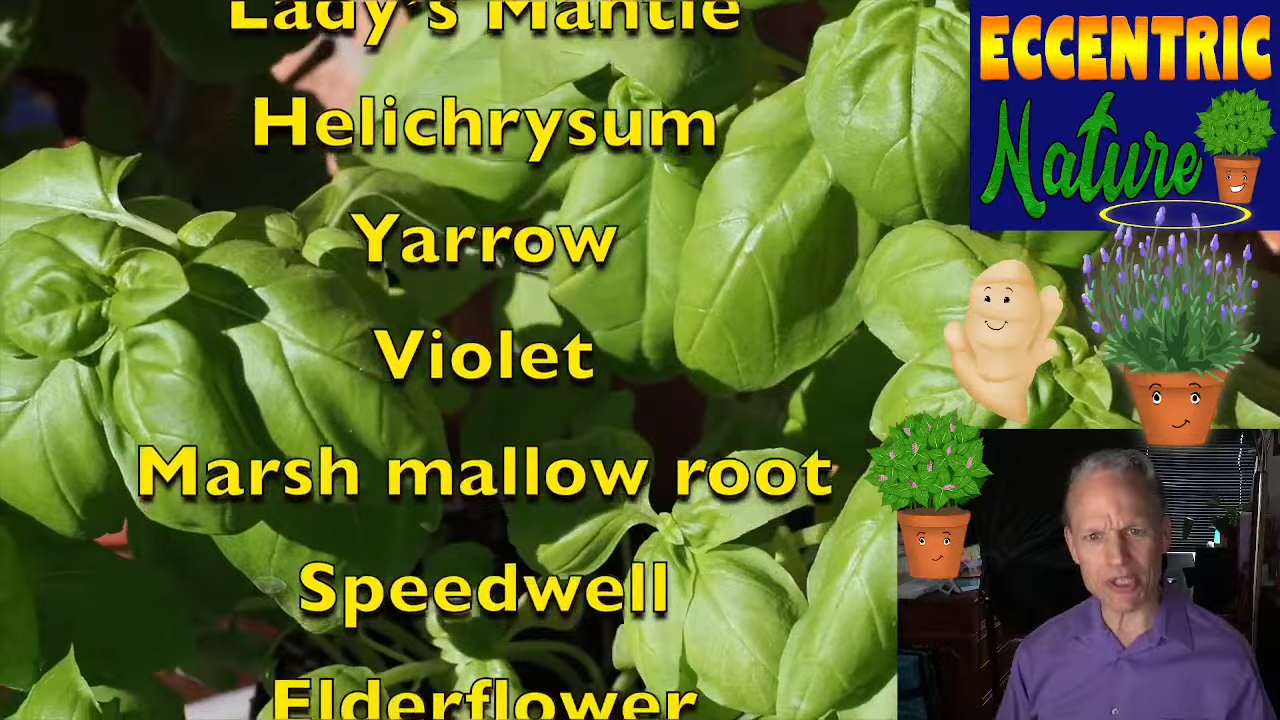 Lady's Mantle
Helichrysum
Yarrow
Violet
Marsh mallow root
Speedwell
Elderflower
ECCENTRIC
Nature